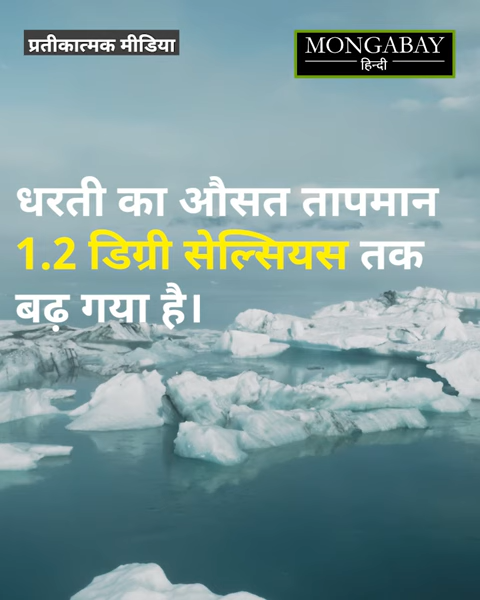 प्रतीकात्मक मीडिया
MONGABAY
हिन्दी
धरती का औसत तापमान
1.2 डिग्री सेल्सियस तक
बढ़ गया है।